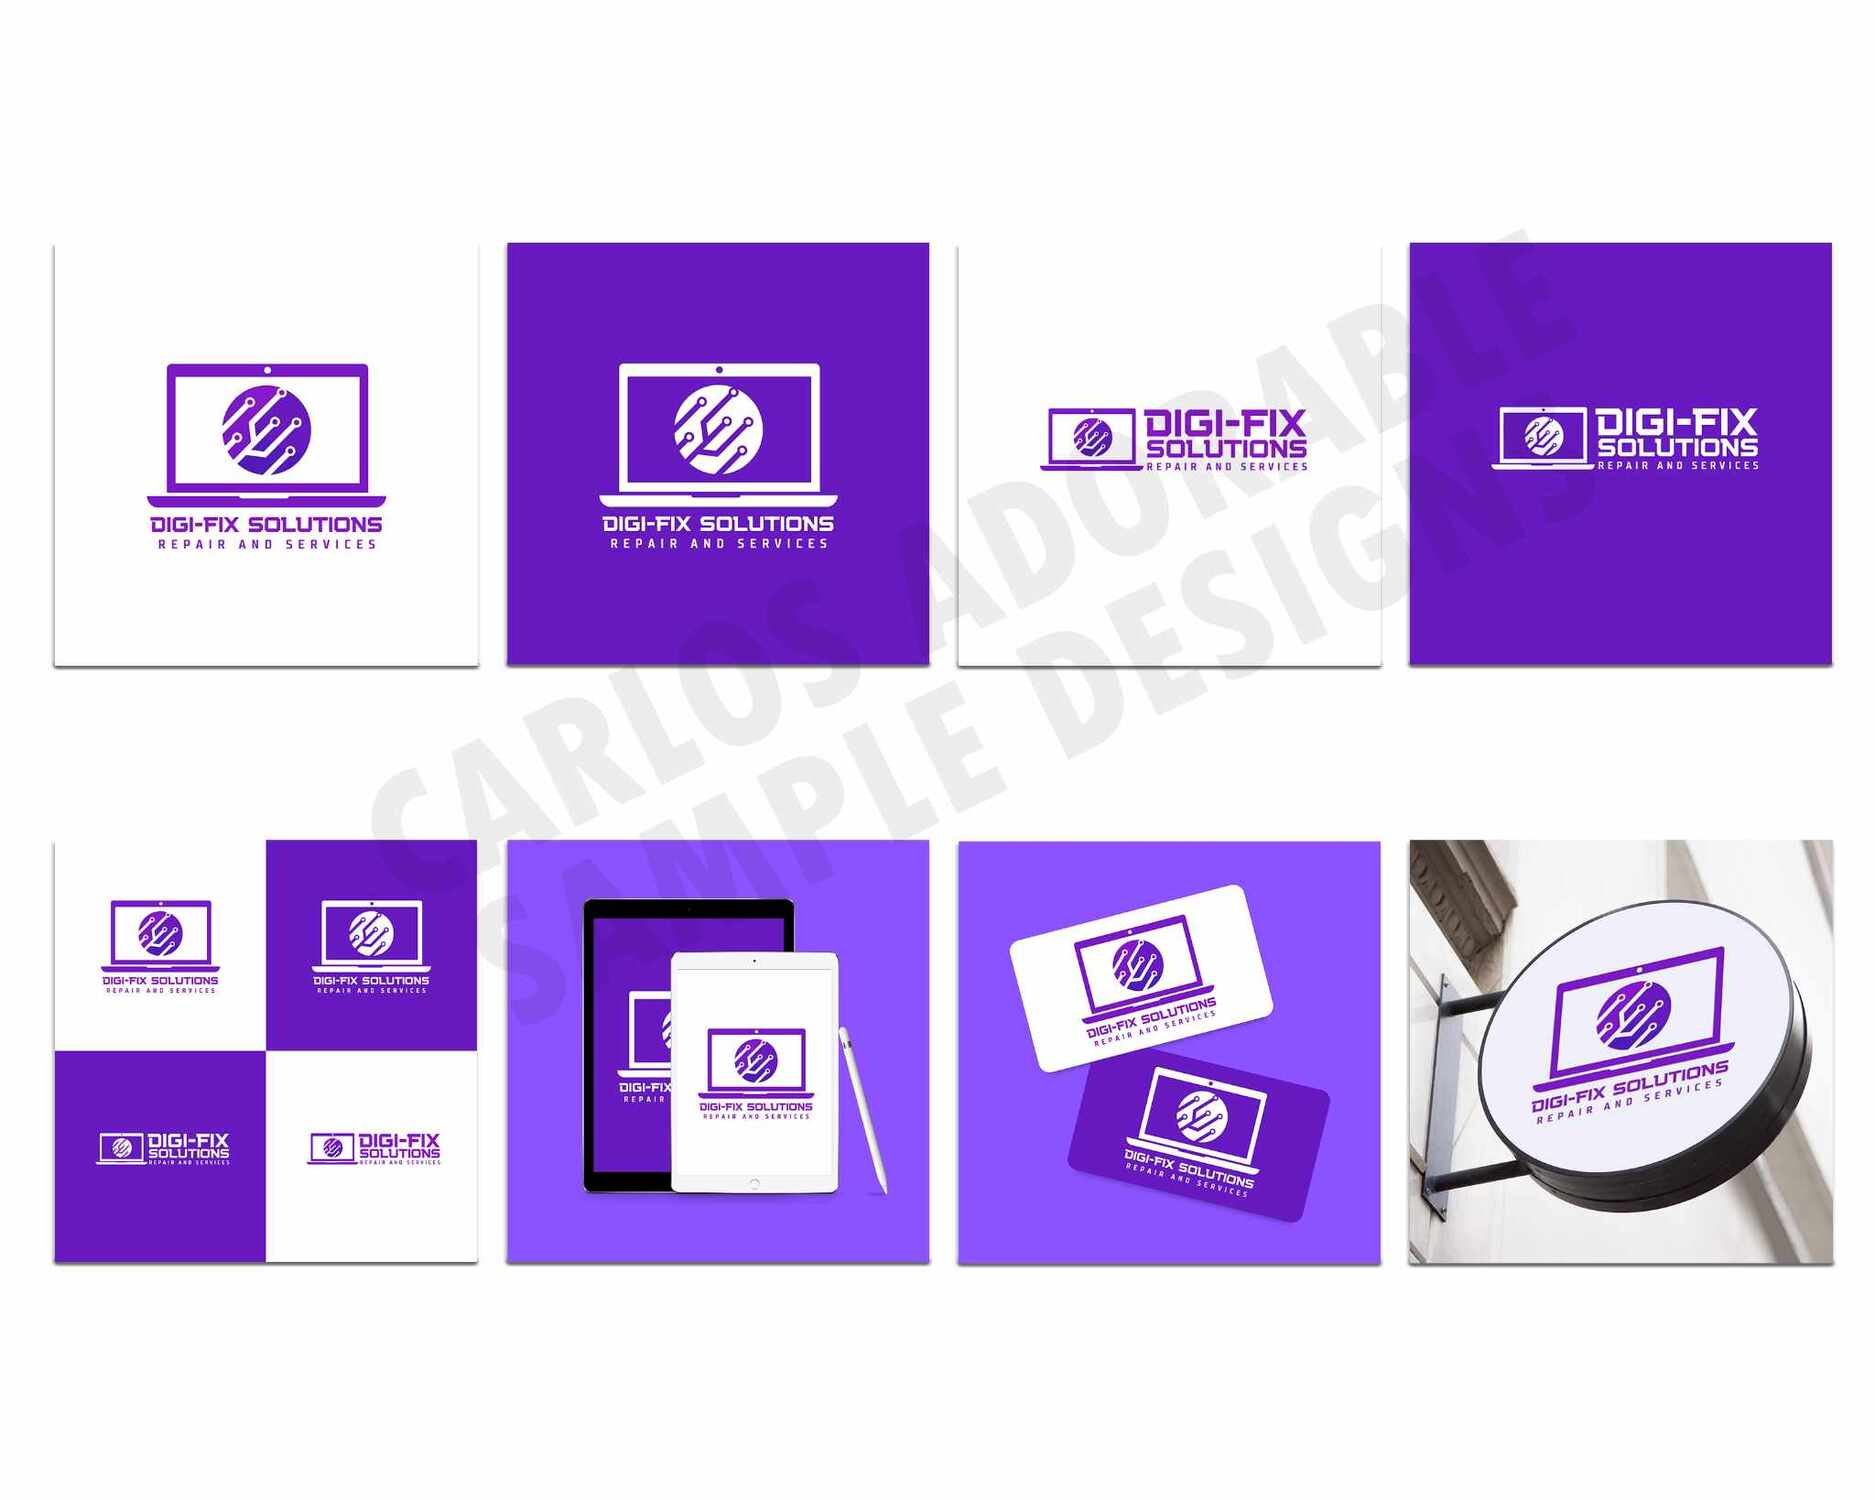 DIGI-FIX SOLUTIONS
REPAIR AND SERVICES
DIGI-FIX SOLUTIONS
REPAIR AND SERVICES
DIGI-FIX
SOLUTIONS
REPAIR AND SERVICES
DIGI-FIX
SOLUTIONS
REPAIR AND SERVICES
CARLOS ADORABLE
SAMPLE DESIGNS
DIGI-FIX SOLUTIONS
REPAIR AND SERVICES
DIGI-FIX SOLUTIONS
REPAIR AND SERVICES
DIGI-FIX
SOLUTIONS
REPAIR AND SERVICES
DIGI-FIX
SOLUTIONS
REPAIR AND SERVICES
DIGI-FIX
REPAIR
DIGI-FIX SOLUTIONS
REPAIR AND SERVICES
DIGI-FIX SOLUTIONS
REPAIR AND SERVICES
DIGI-FIX SOLUTIONS
REPAIR AND SERVICES
DIGI-FIX SOLUTIONS
REPAIR AND SERVICES